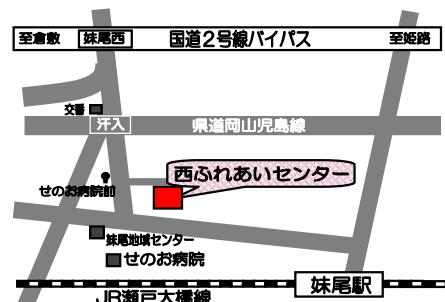 至倉敷
妹尾西
国道2号線バイパス
至姫路
交番
汗入
県道岡山児島線
西ふれあいセンター
せのお病院前
妹尾地域センター
せのお病院
妹尾駅
JR瀬戸大橋線